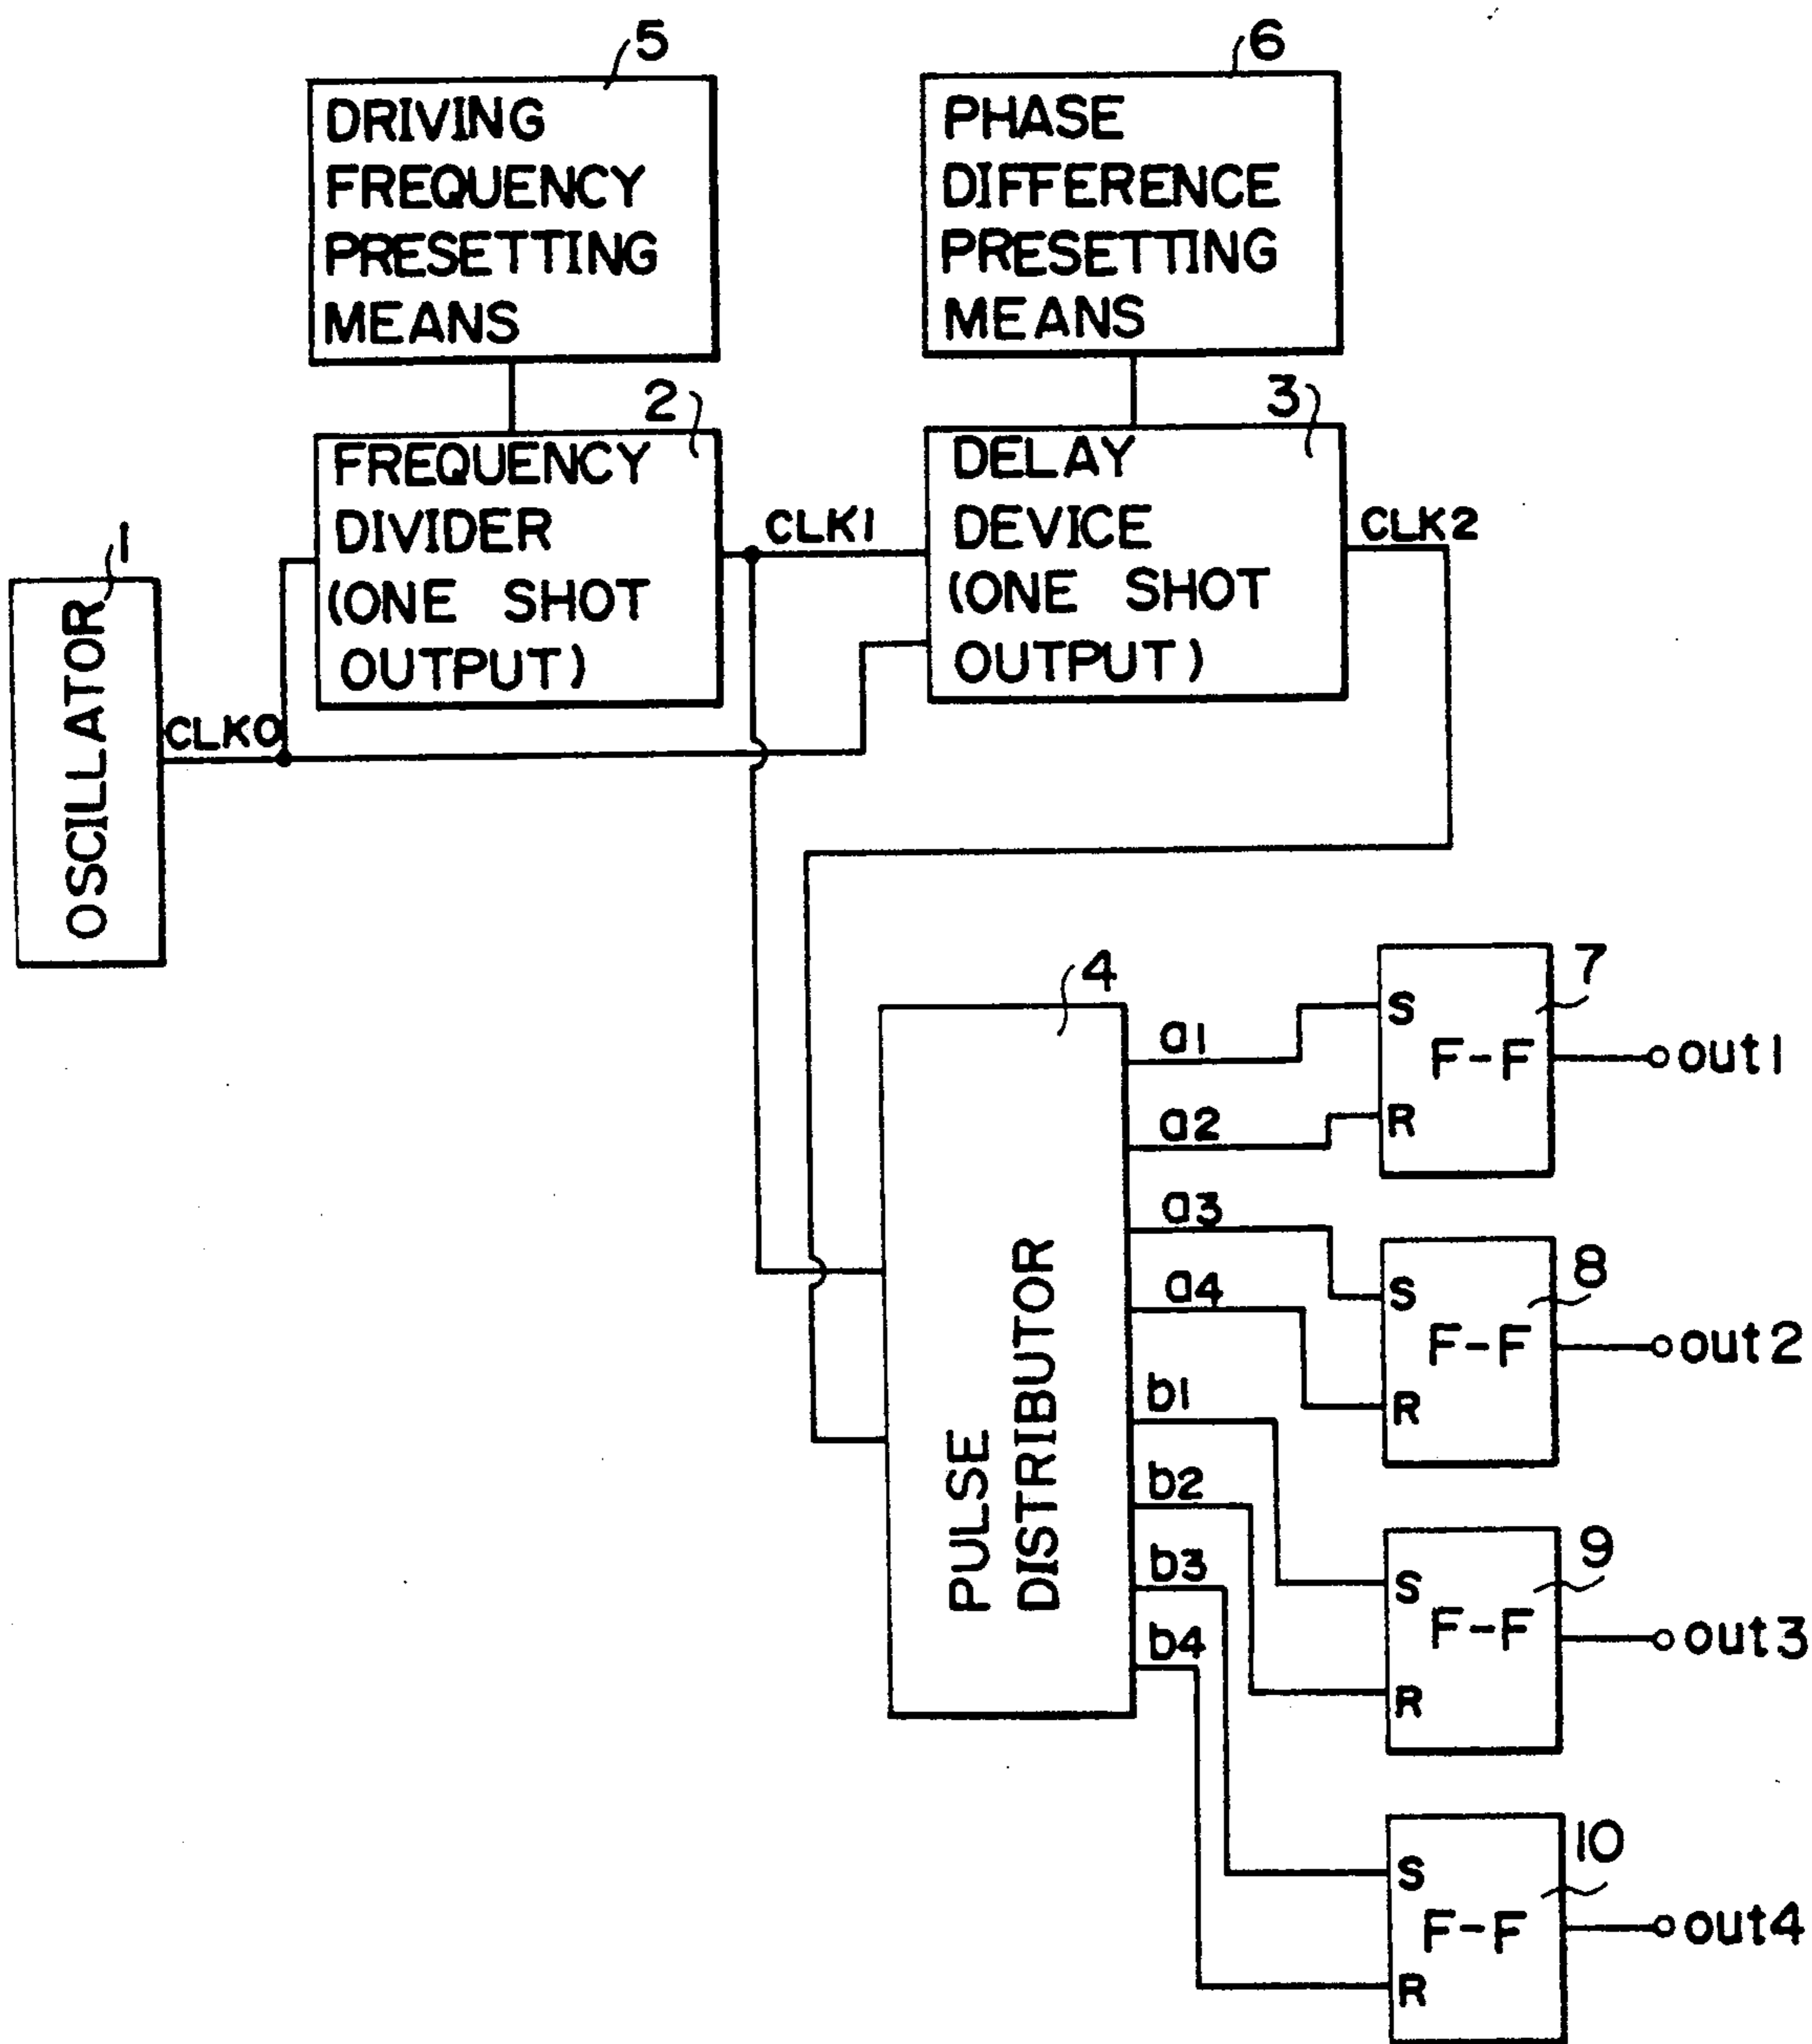 5
DRIVING
FREQUENCY
PRESETTING
MEANS
6
PHASE
DIFFERENCE
PRESETTING
MEANS
2
FREQUENCY
DIVIDER
(ONE SHOT
OUTPUT)
CLK1
3
DELAY
DEVICE
(ONE SHOT
OUTPUT)
CLK2
1
OSCILLATOR
CLK0
4
PULSE
DISTRIBUTOR
a1
a2
a3
a4
b1
b2
b3
b4
7
S
F-F
R
out1
8
S
F-F
R
out2
9
S
F-F
R
out3
10
S
F-F
R
out4